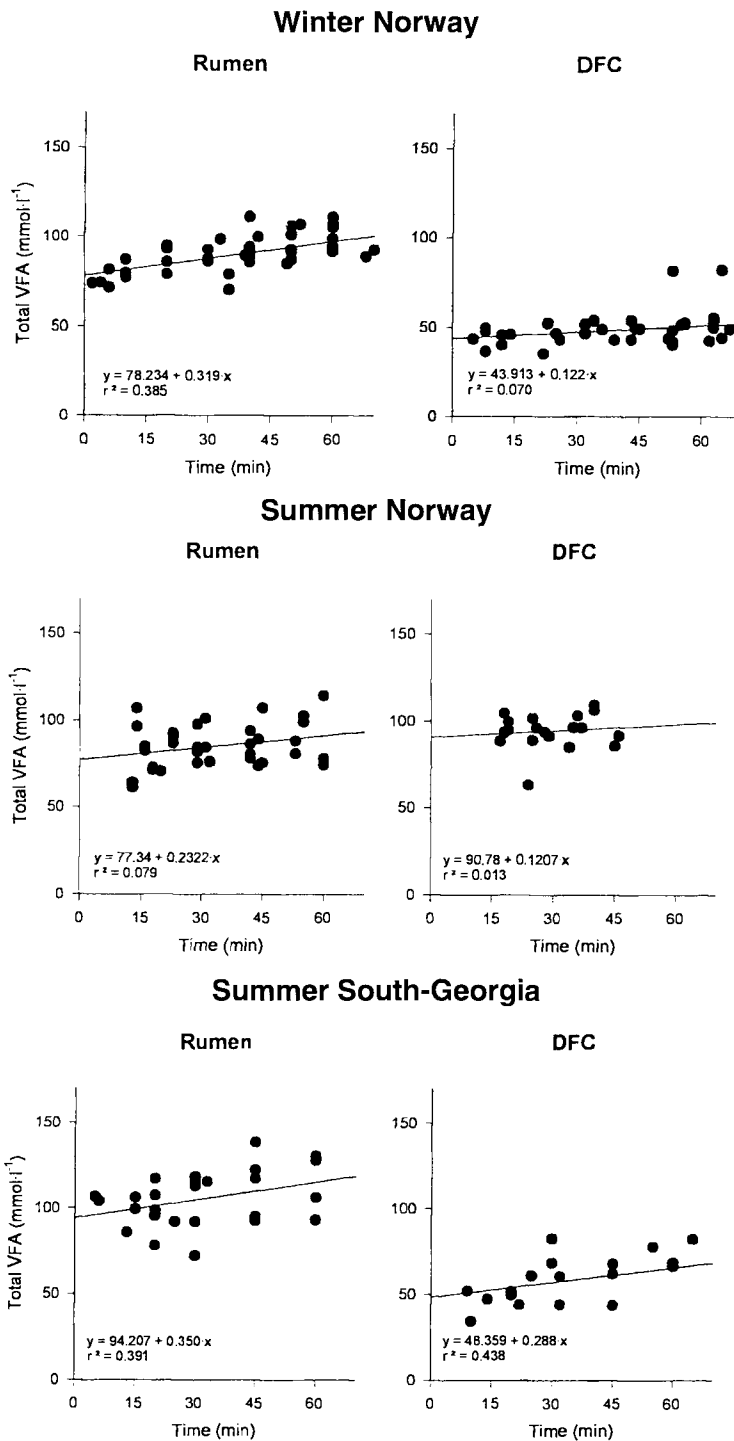 Winter Norway
Rumen
DFC
Total VFA (mmol·l⁻¹)
150
100
50
0
y = 78.234 + 0.319·x
r² = 0.385
0 15 30 45 60
Time (min)
150
100
50
0
y = 43.913 + 0.122·x
r² = 0.070
0 15 30 45 60
Time (min)
Summer Norway
Rumen
DFC
Total VFA (mmol·l⁻¹)
150
100
50
0
y = 77.34 + 0.2322·x
r² = 0.079
0 15 30 45 60
Time (min)
150
100
50
0
y = 90.78 + 0.1207 x
r² = 0.013
0 15 30 45 60
Time (min)
Summer South-Georgia
Rumen
DFC
Total VFA (mmol·l⁻¹)
150
100
50
0
y = 94.207 + 0.350·x
r² = 0.391
0 15 30 45 60
Time (min)
150
100
50
0
y = 48.359 + 0.288·x
r² = 0.438
0 15 30 45 60
Time (min)